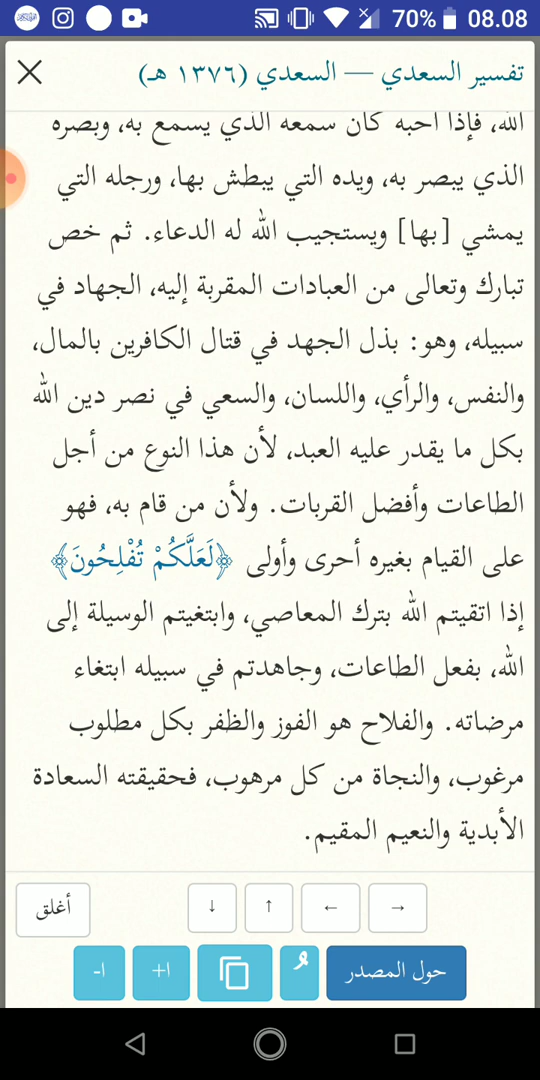 70% 08.08
تفسير السعدي — السعدي (١٣٧٦ هـ)
الله، فإذا أحبه كان سمعه الذي يسمع به، وبصره
الذي يبصر به، ويده التي يبطش بها، ورجله التي
يمشي [بها] ويستجيب الله له الدعاء. ثم خص
تبارك وتعالى من العبادات المقربة إليه، الجهاد في
سبيله، وهو: بذل الجهد في قتال الكافرين بالمال،
والنفس، والرأي، واللسان، والسعي في نصر دين الله
بكل ما يقدر عليه العبد، لأن هذا النوع من أجل
الطاعات وأفضل القربات. ولأن من قام به، فهو
على القيام بغيره أحرى وأولى ﴿لَعَلَّكُمْ تُفْلِحُونَ﴾
إذا اتقيتم الله بترك المعاصي، وابتغيتم الوسيلة إلى
الله، بفعل الطاعات، وجاهدتم في سبيله ابتغاء
مرضاته. والفلاح هو الفوز والظفر بكل مطلوب
مرغوب، والنجاة من كل مرهوب، فحقيقته السعادة
الأبدية والنعيم المقيم.
→ ← ↑ ↓ أغلق
حول المصدر ا+ ا-